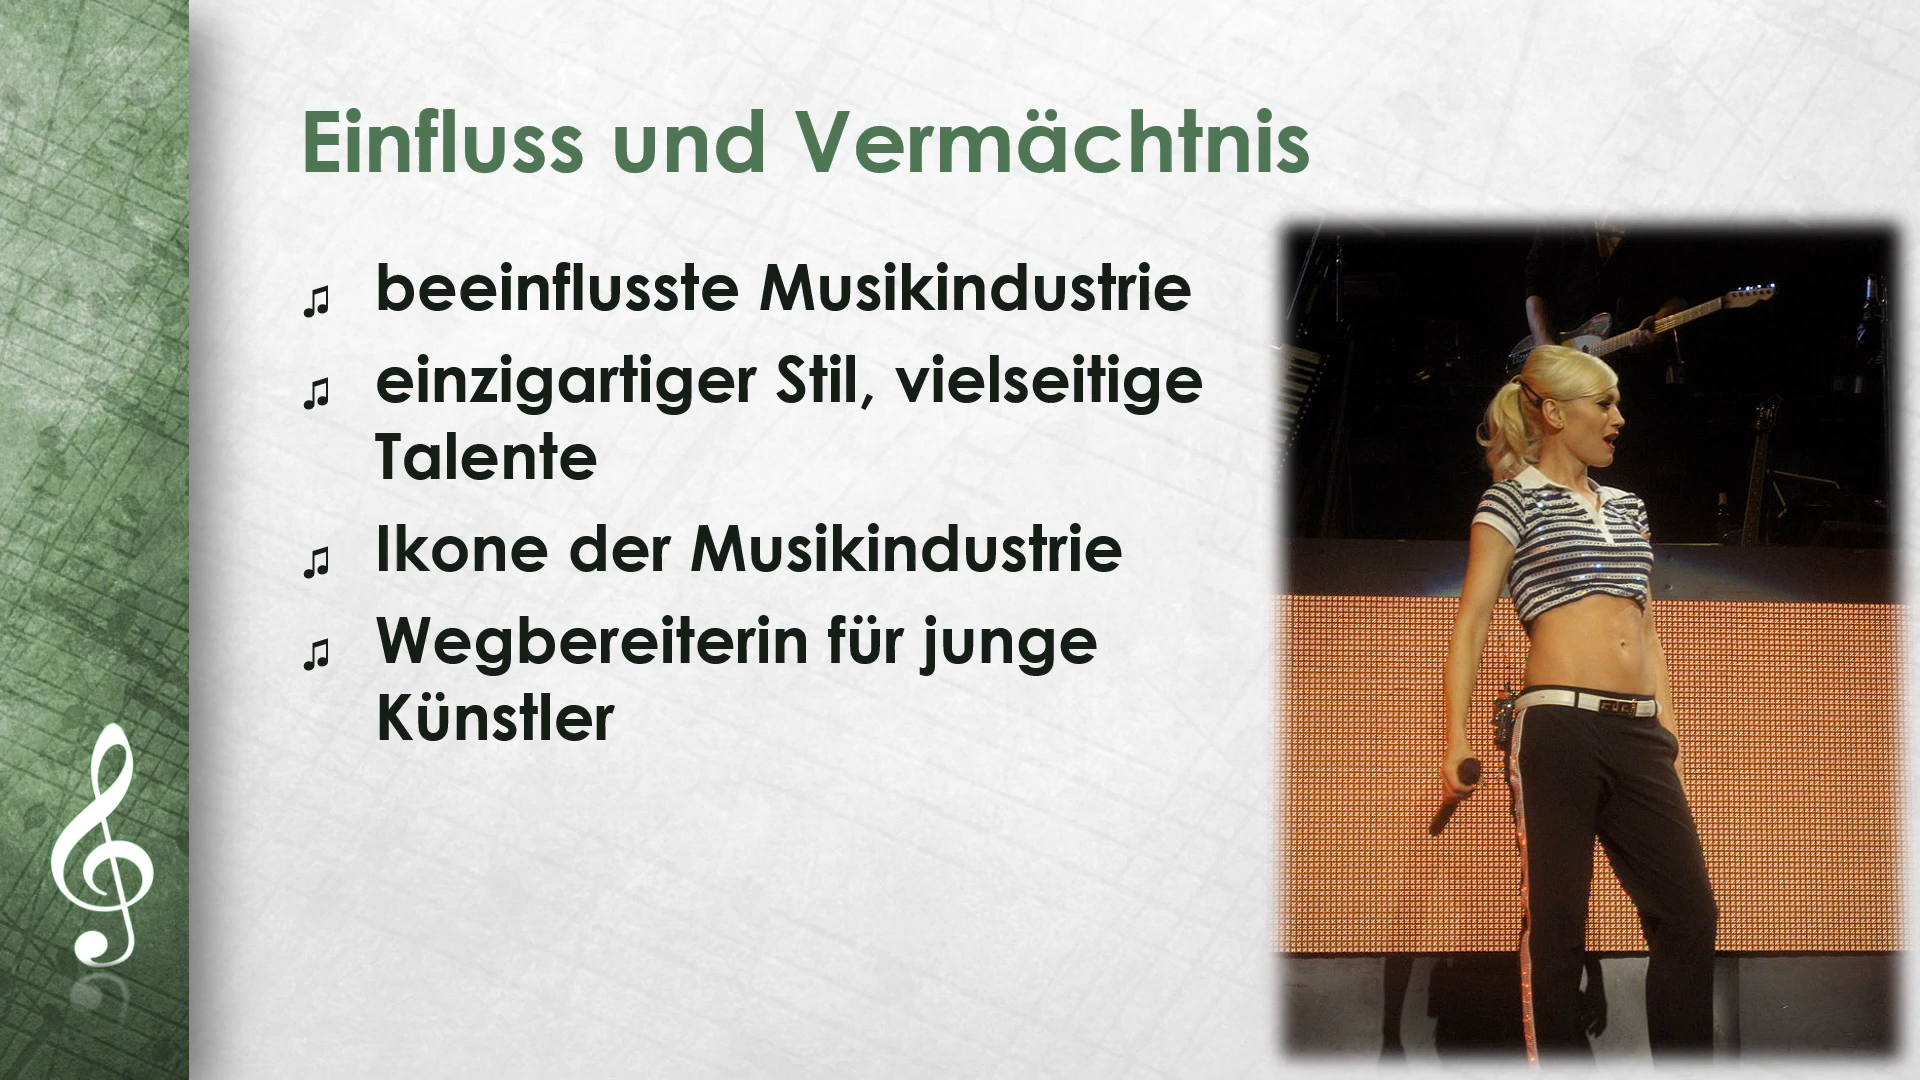 Einfluss und Vermächtnis
♫ beeinflusste Musikindustrie
♫ einzigartiger Stil, vielseitige
Talente
♫ Ikone der Musikindustrie
♫ Wegbereiterin für junge
Künstler